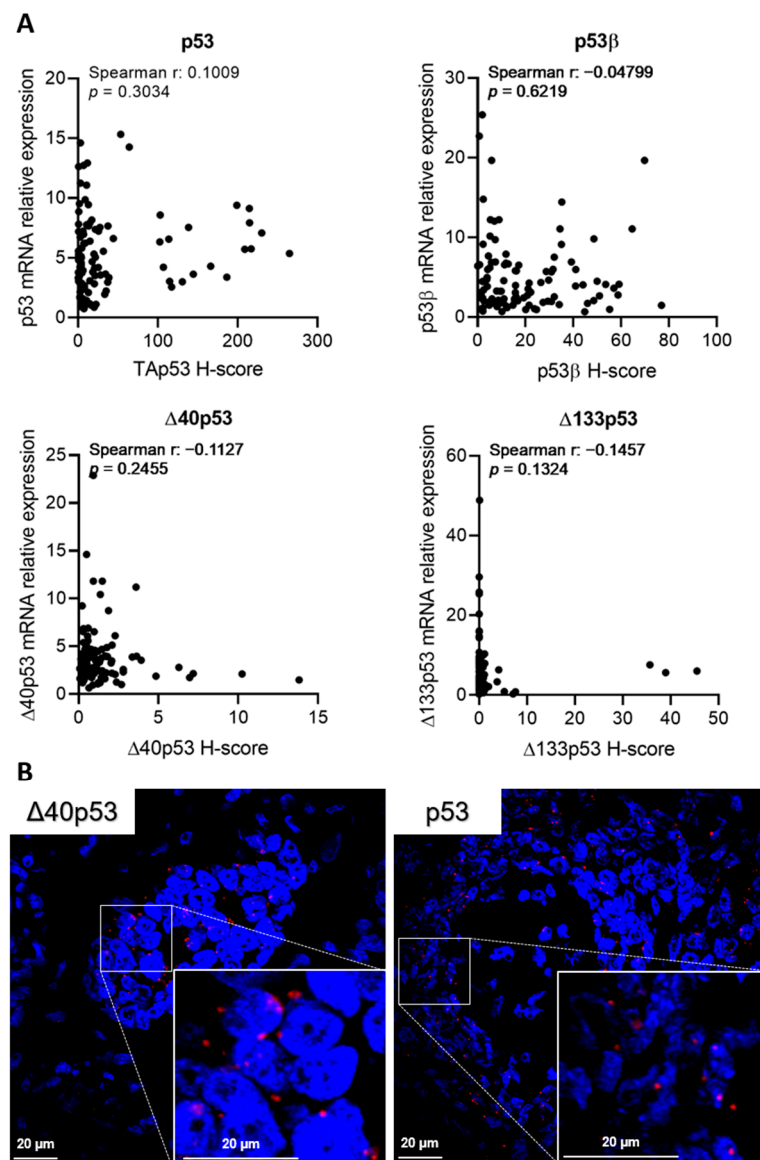 A
p53
Spearman r: 0.1009
p = 0.3034
p53 mRNA relative expression
20
15
10
5
0
0 100 200 300
TAp53 H-score
p53β
Spearman r: −0.04799
p = 0.6219
p53β mRNA relative expression
30
20
10
0
0 20 40 60 80 100
p53β H-score
Δ40p53
Spearman r: −0.1127
p = 0.2455
Δ40p53 mRNA relative expression
25
20
15
10
5
0
0 5 10 15
Δ40p53 H-score
Δ133p53
Spearman r: −0.1457
p = 0.1324
Δ133p53 mRNA relative expression
60
40
20
0
0 10 20 30 40 50
Δ133p53 H-score
B
Δ40p53
20 µm
20 µm
p53
20 µm
20 µm